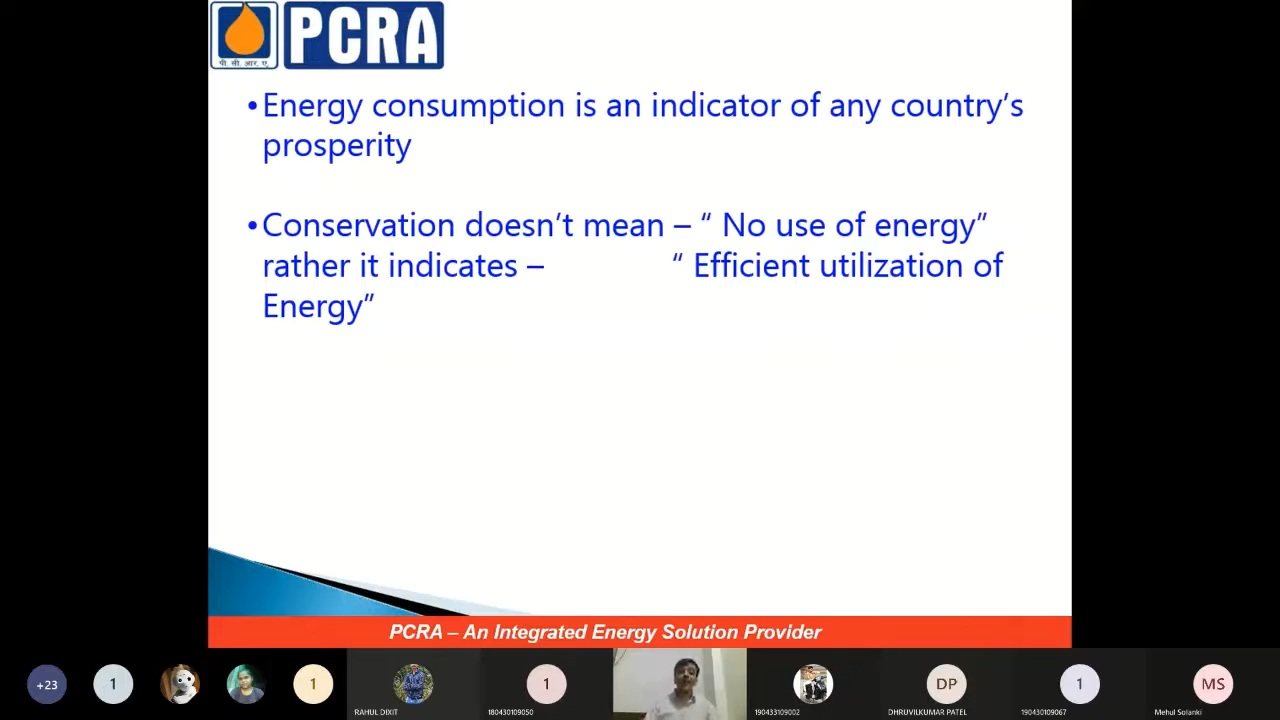 पी. सी. आर. ए.
PCRA
•Energy consumption is an indicator of any country’s
prosperity
•Conservation doesn’t mean – “ No use of energy”
rather it indicates – “ Efficient utilization of
Energy”
PCRA – An Integrated Energy Solution Provider
+23
1
1
1
DP
1
MS
RAHUL DIXIT
180430109050
190433109002
DHRUVILKUMAR PATEL
190430109067
Mehul Solanki